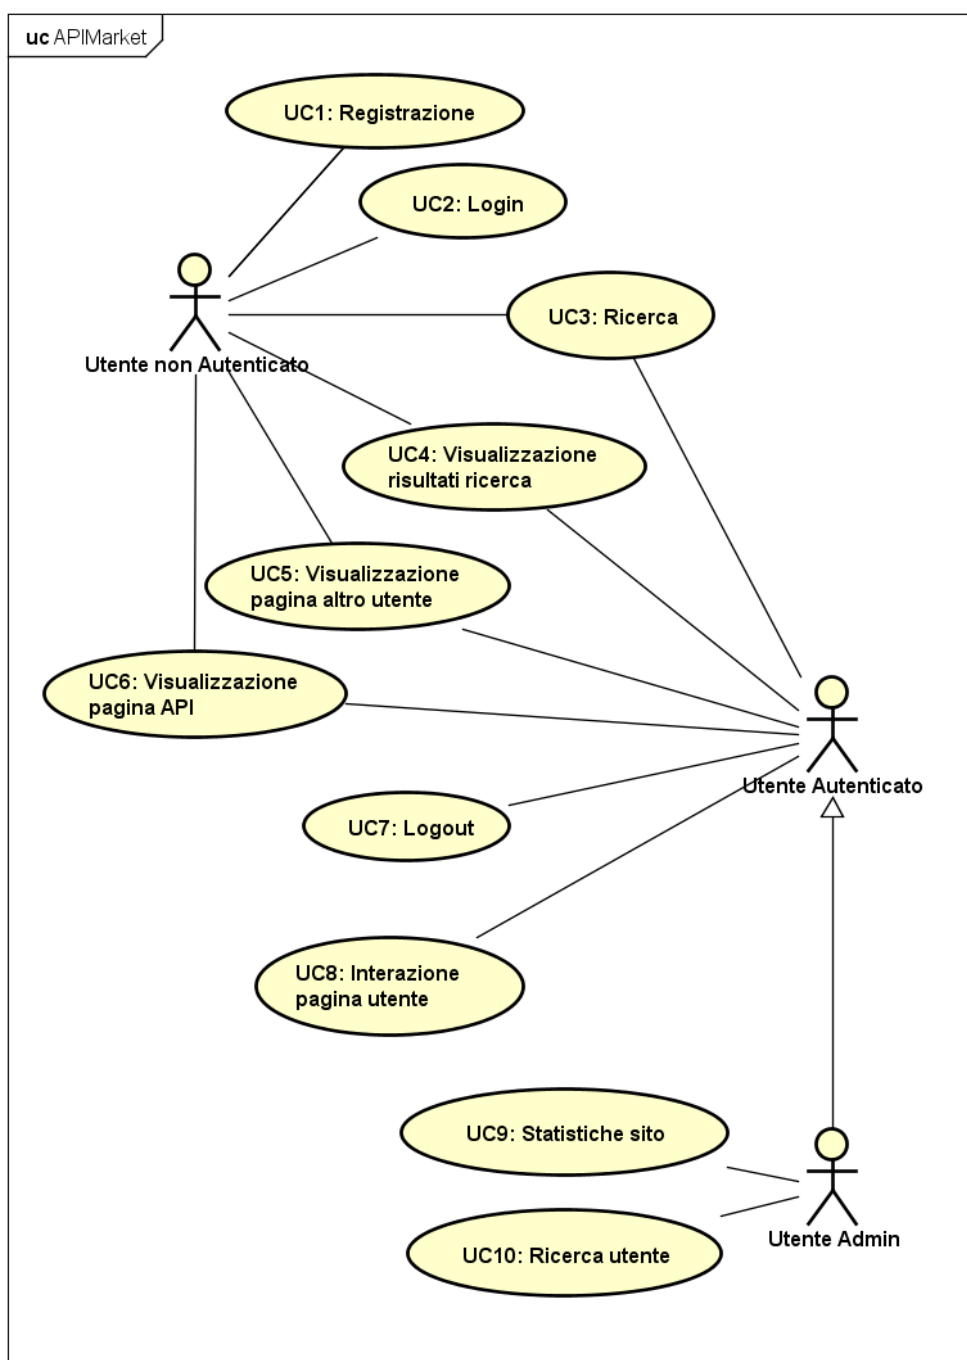 uc APIMarket
UC1: Registrazione
UC2: Login
UC3: Ricerca
Utente non Autenticato
UC4: Visualizzazione
risultati ricerca
UC5: Visualizzazione
pagina altro utente
UC6: Visualizzazione
pagina API
Utente Autenticato
UC7: Logout
UC8: Interazione
pagina utente
UC9: Statistiche sito
Utente Admin
UC10: Ricerca utente